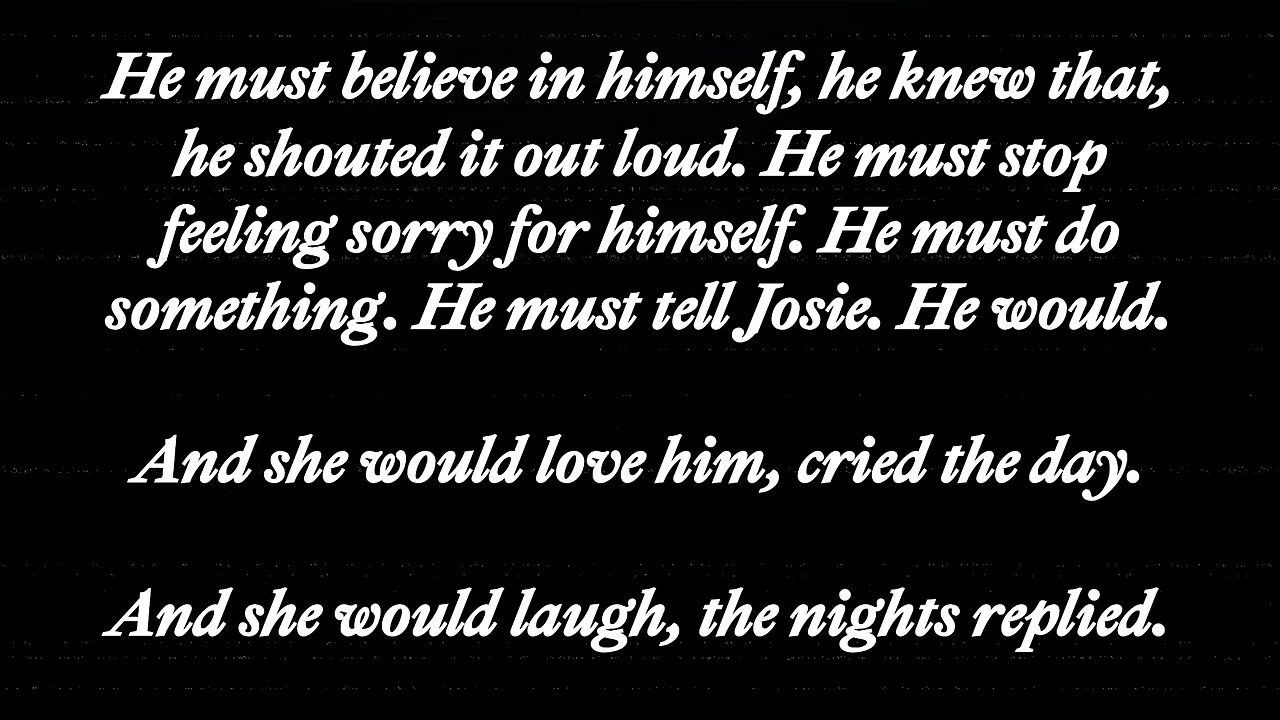 He must believe in himself, he knew that,
he shouted it out loud. He must stop
feeling sorry for himself. He must do
something. He must tell Josie. He would.
And she would love him, cried the day.
And she would laugh, the nights replied.